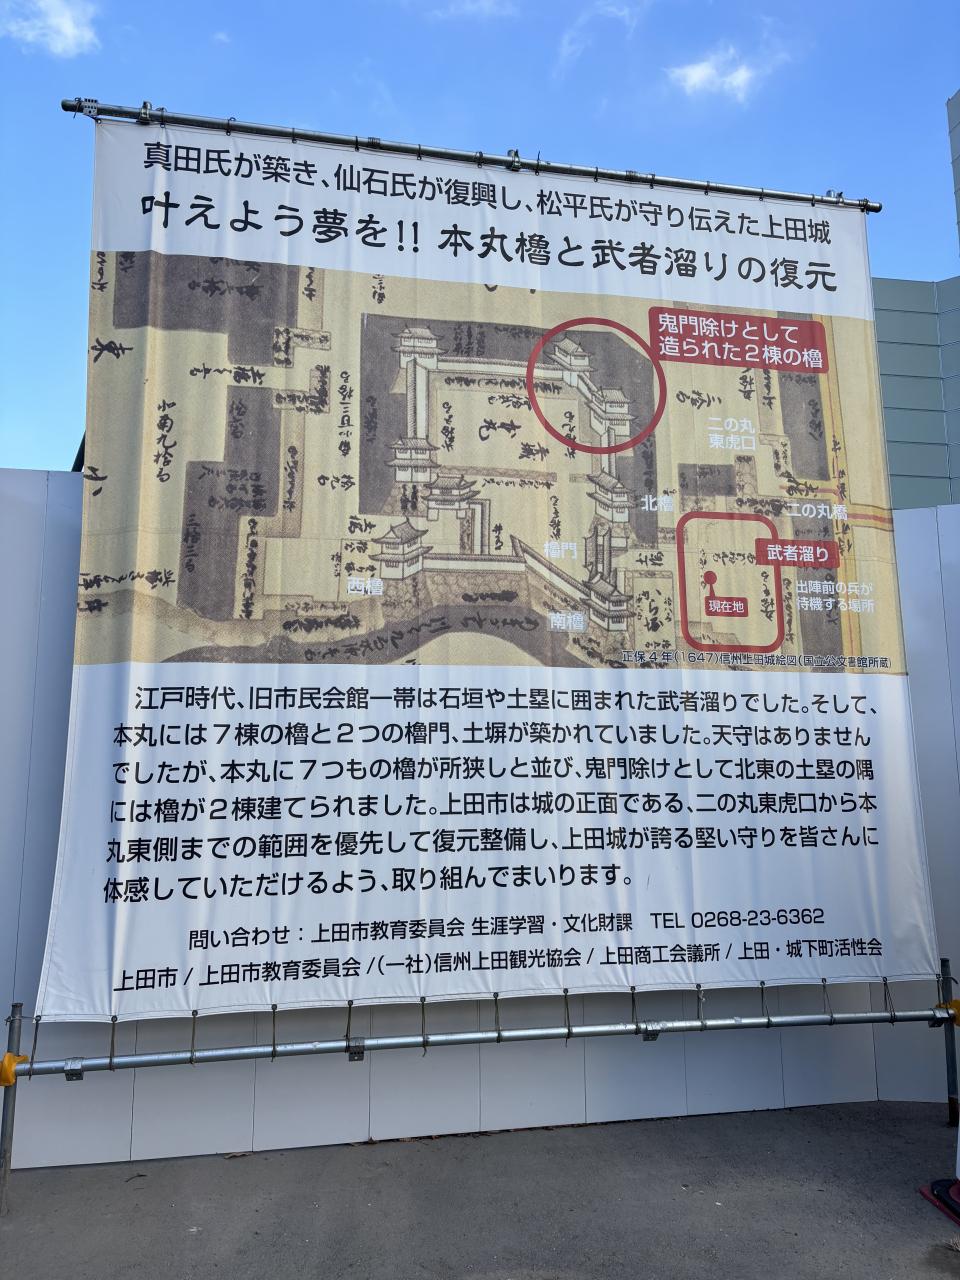 真田氏が築き、仙石氏が復興し、松平氏が守り伝えた上田城
叶えよう夢を!! 本丸櫓と武者溜りの復元
鬼門除けとして
造られた2棟の櫓
二の丸
東虎口
北櫓
二の丸橋
武者溜り
櫓門
西櫓
現在地
出陣前の兵が
待機する場所
南櫓
本丸
正保4年(1647)信州上田城絵図(国立公文書館所蔵)
江戸時代、旧市民会館一帯は石垣や土塁に囲まれた武者溜りでした。そして、
本丸には7棟の櫓と2つの櫓門、土塀が築かれていました。天守はありません
でしたが、本丸に7つもの櫓が所狭しと並び、鬼門除けとして北東の土塁の隅
には櫓が2棟建てられました。上田市は城の正面である、二の丸東虎口から本
丸東側までの範囲を優先して復元整備し、上田城が誇る堅い守りを皆さんに
体感していただけるよう、取り組んでまいります。
問い合わせ：上田市教育委員会 生涯学習・文化財課 TEL 0268-23-6362
上田市 / 上田市教育委員会 / (一社)信州上田観光協会 / 上田商工会議所 / 上田・城下町活性会